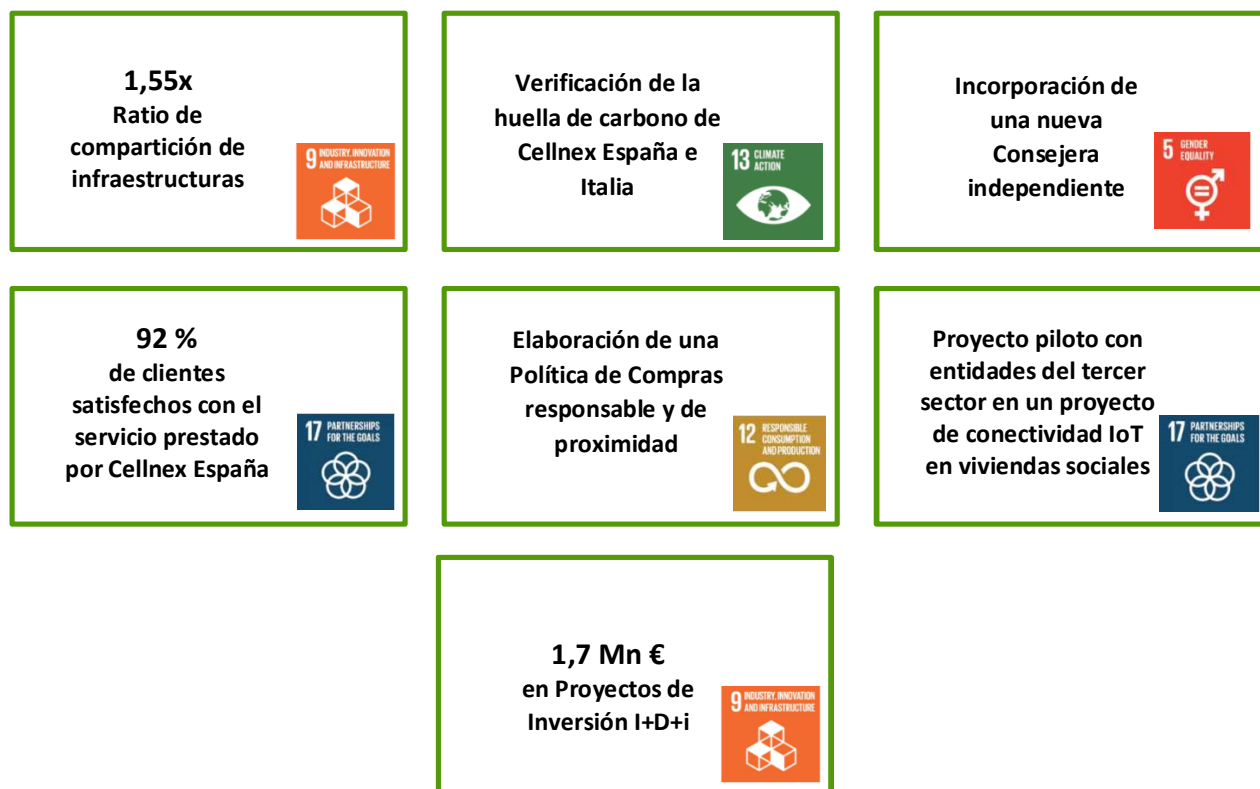 1,55x
Ratio de
compartición de
infraestructuras
9 INDUSTRY, INNOVATION
AND INFRASTRUCTURE
Verificación de la
huella de carbono de
Cellnex España e
Italia
13 CLIMATE
ACTION
Incorporación de
una nueva
Consejera
independiente
5 GENDER
EQUALITY
92 %
de clientes
satisfechos con el
servicio prestado
por Cellnex España
17 PARTNERSHIPS
FOR THE GOALS
Elaboración de una
Política de Compras
responsable y de
proximidad
12 RESPONSIBLE
CONSUMPTION
AND PRODUCTION
Proyecto piloto con
entidades del tercer
sector en un proyecto
de conectividad IoT
en viviendas sociales
17 PARTNERSHIPS
FOR THE GOALS
1,7 Mn €
en Proyectos de
Inversión I+D+i
9 INDUSTRY, INNOVATION
AND INFRASTRUCTURE